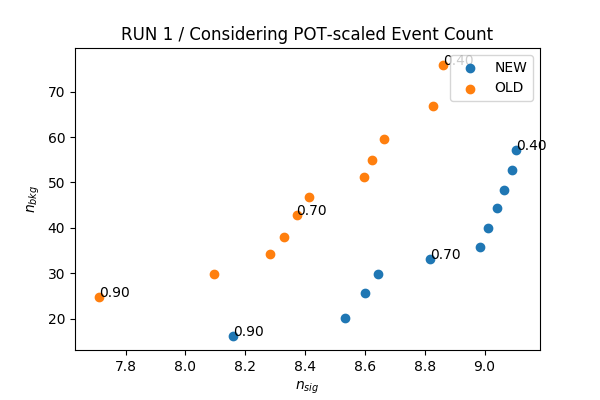 RUN 1 / Considering POT-scaled Event Count
0.40
NEW
OLD
0.40
0.70
0.70
0.90
0.90
70
60
50
40
30
20
n_bkg
7.8 8.0 8.2 8.4 8.6 8.8 9.0
n_sig